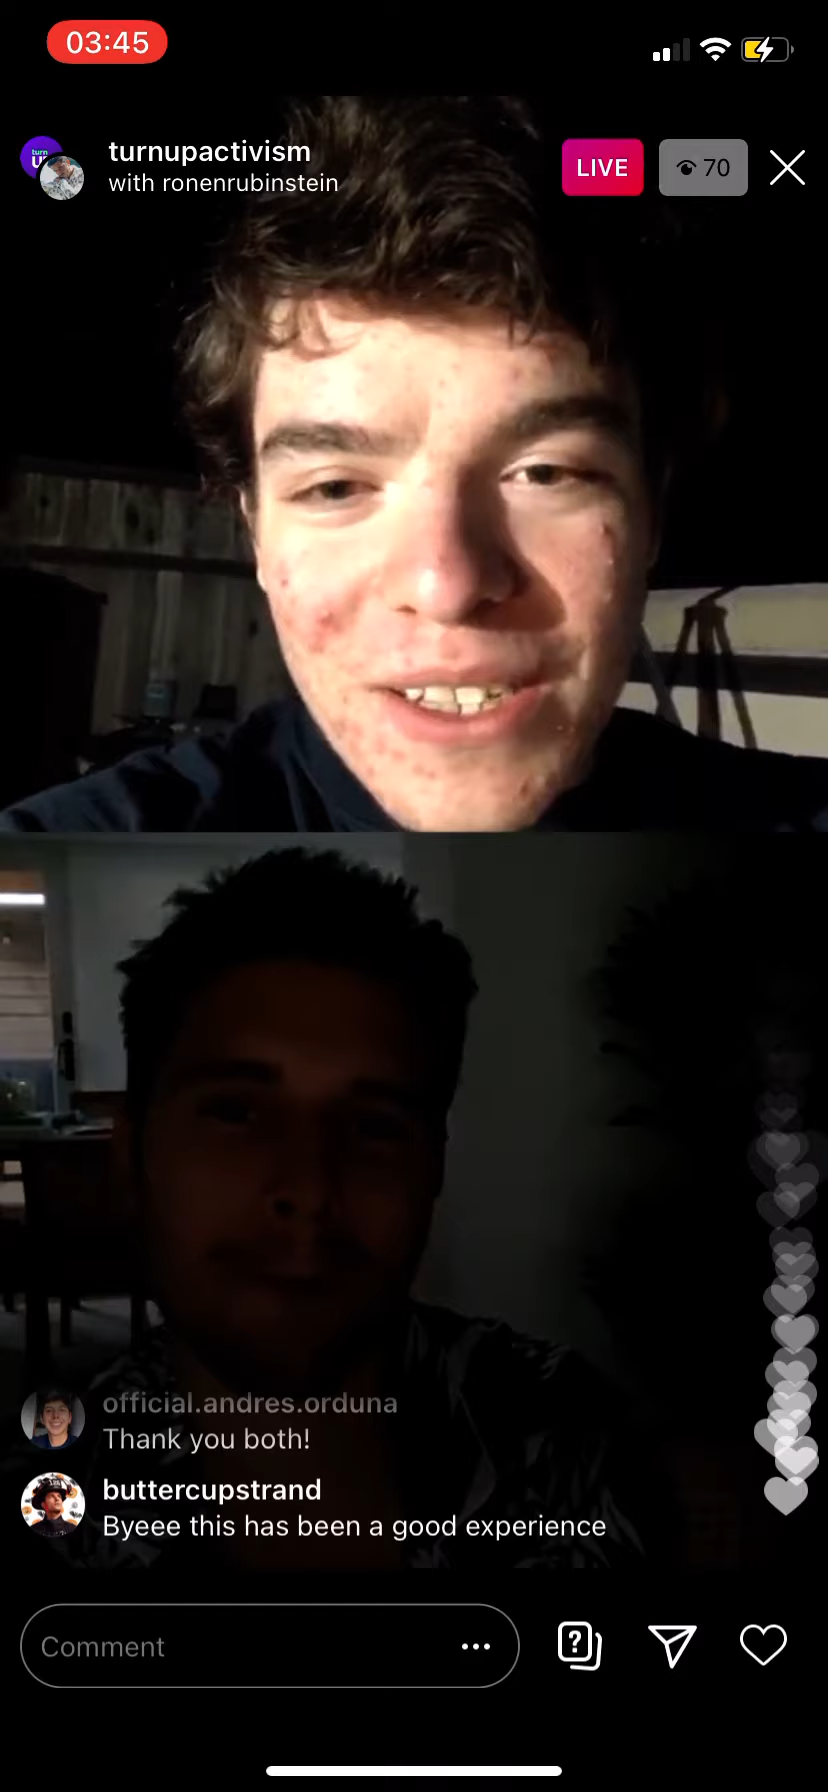 03:45
turn
U
turnupactivism
with ronenrubinstein
LIVE
70
official.andres.orduna
Thank you both!
buttercupstrand
Byeee this has been a good experience
Comment